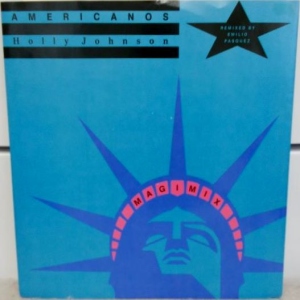 AMERICANOS
Holly Johnson
REMIXED BY
EMILIO
PASQUEZ
MAGIMIX